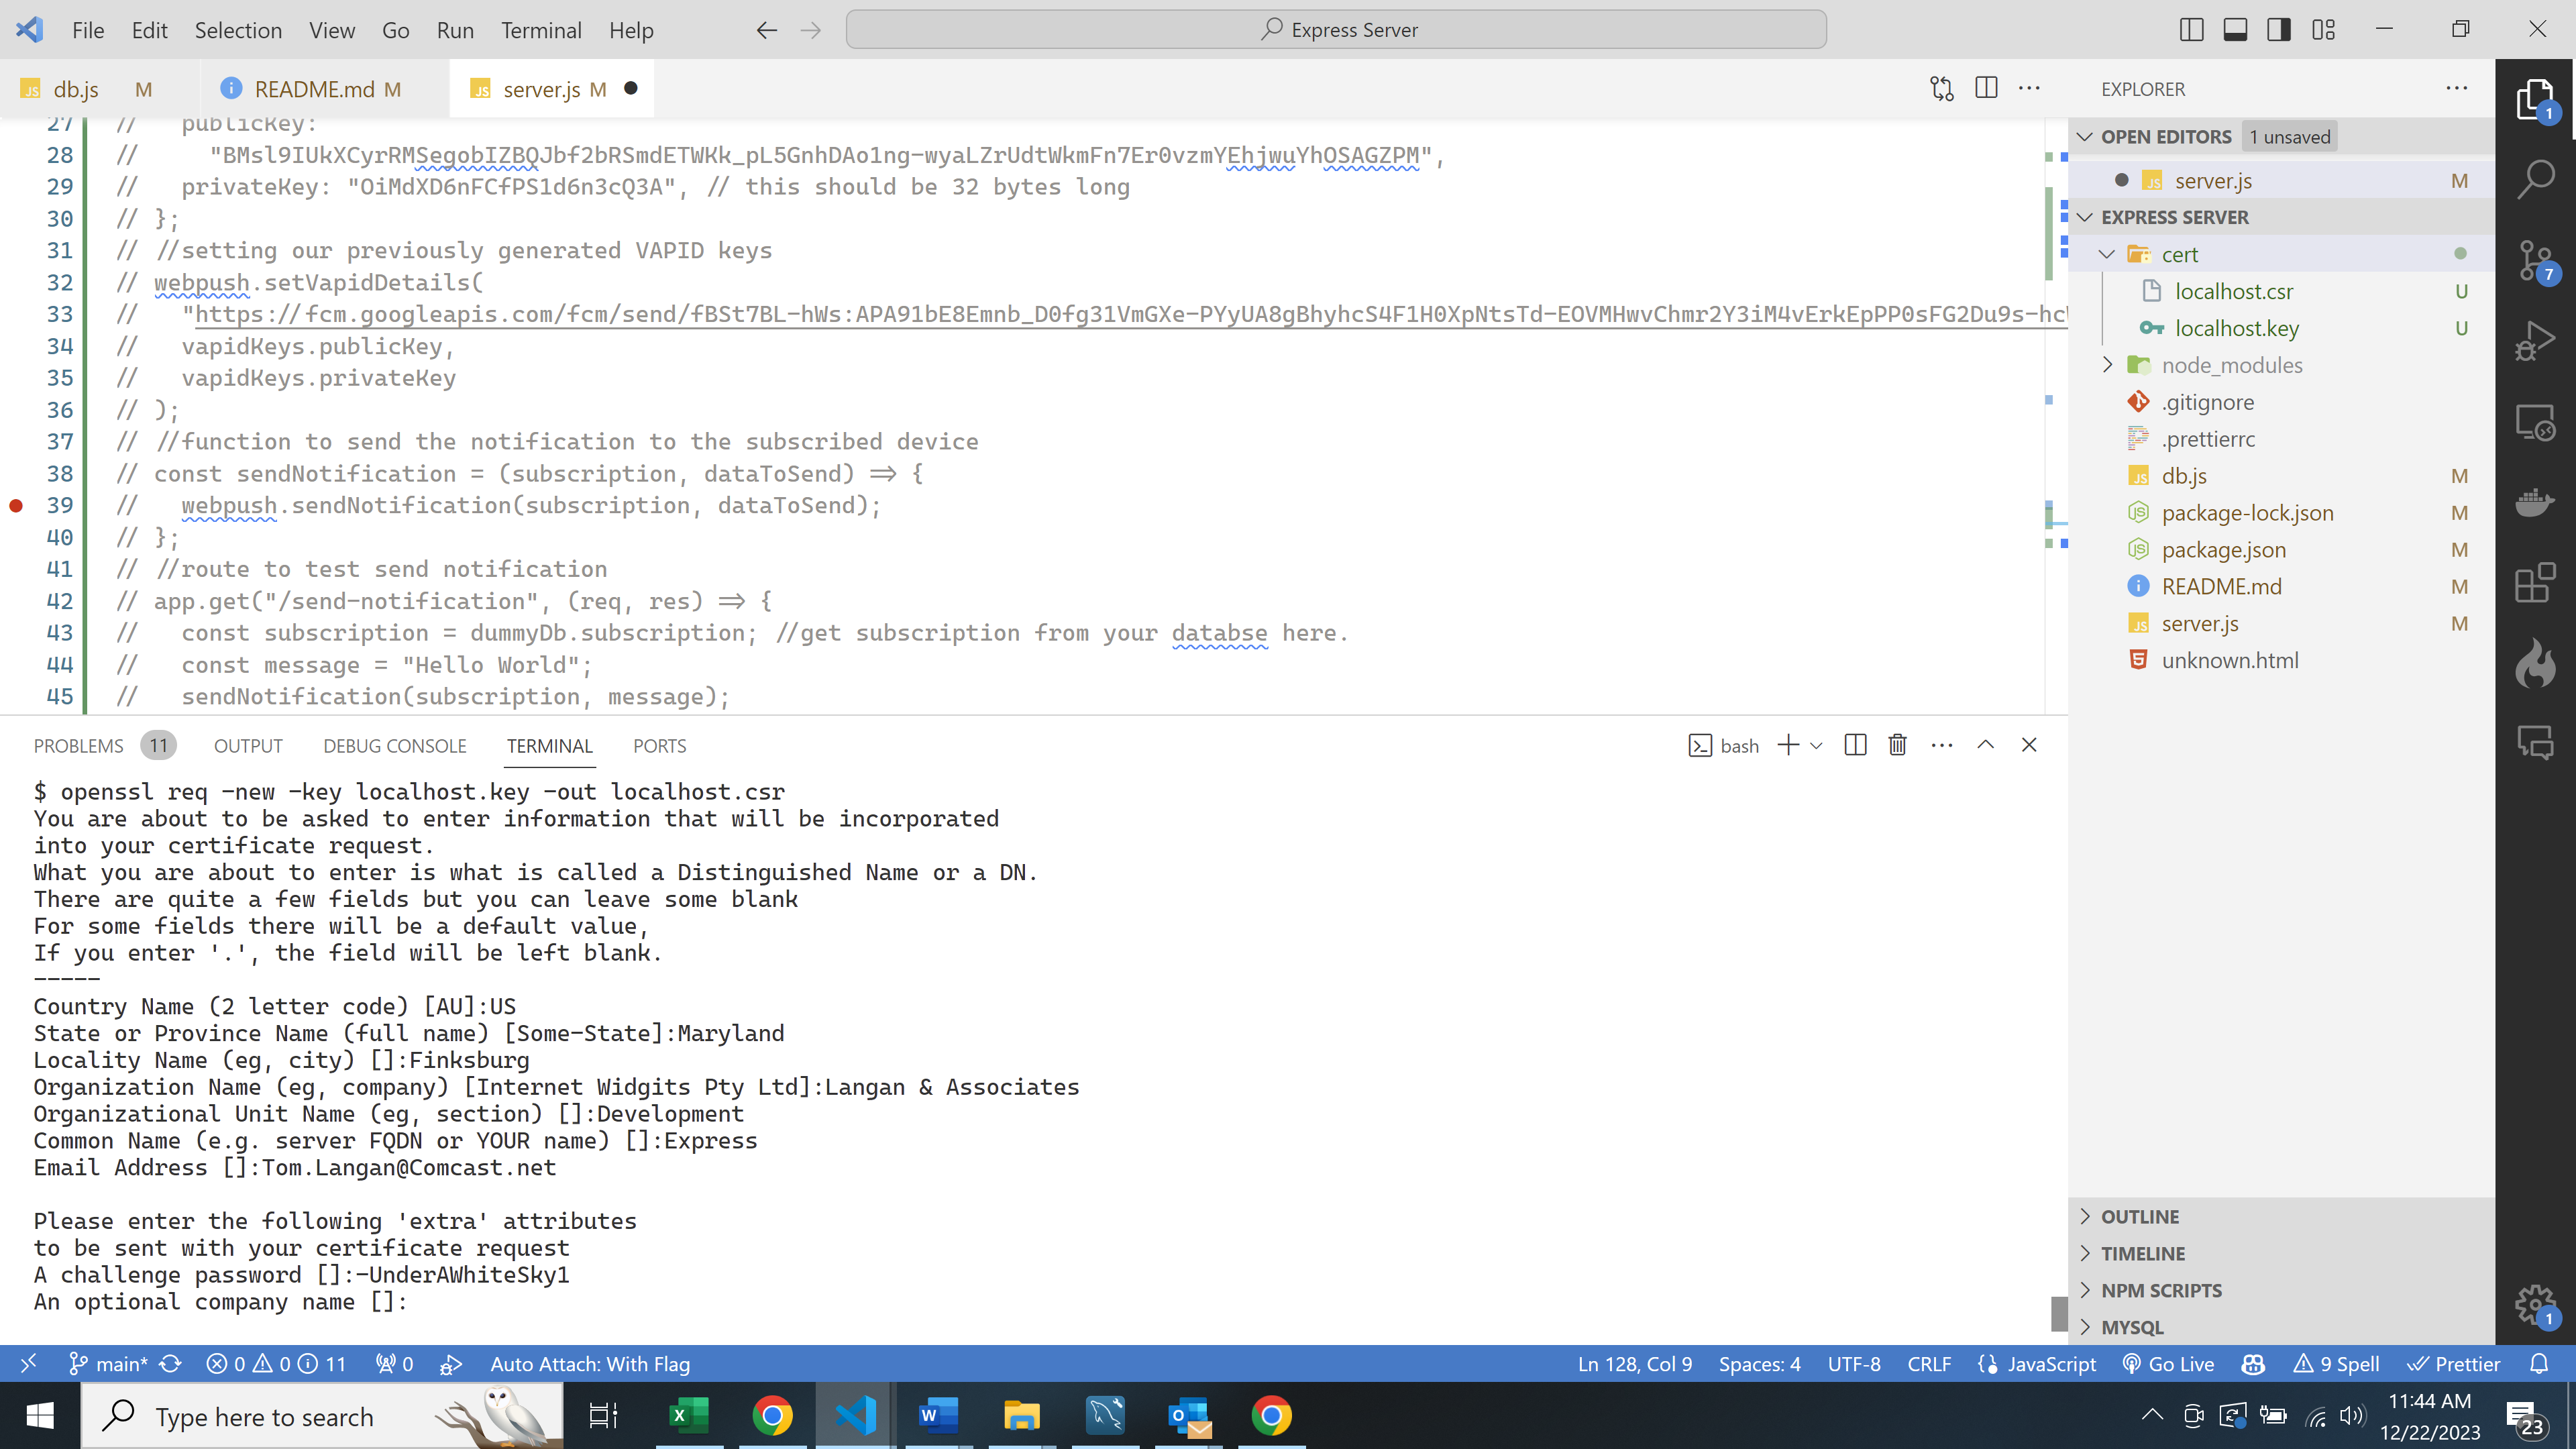 File Edit Selection View Go Run Terminal Help
Express Server
db.js M
README.md M
server.js M
EXPLORER
27 // publicKey:
28 // "BMsl9IUkXCyrRMSegobIZBQJbf2bRSmdETWKk_pL5GnhDAo1ng-wyaLZrUdtWkmFn7Er0vzmYEhjwuYhOSAGZPM",
29 // privateKey: "OiMdXD6nFCfPS1d6n3cQ3A", // this should be 32 bytes long
30 // };
31 // //setting our previously generated VAPID keys
32 // webpush.setVapidDetails(
33 // "https://fcm.googleapis.com/fcm/send/fBSt7BL-hWs:APA91bE8Emnb_D0fg31VmGXe-PYyUA8gBhyhcS4F1H0XpNtsTd-EOVMHwvChmr2Y3iM4vErkEpPP0sFG2Du9s-hcW
34 // vapidKeys.publicKey,
35 // vapidKeys.privateKey
36 // );
37 // //function to send the notification to the subscribed device
38 // const sendNotification = (subscription, dataToSend) => {
39 // webpush.sendNotification(subscription, dataToSend);
40 // };
41 // //route to test send notification
42 // app.get("/send-notification", (req, res) => {
43 // const subscription = dummyDb.subscription; //get subscription from your databse here.
44 // const message = "Hello World";
45 // sendNotification(subscription, message);
OPEN EDITORS 1 unsaved
server.js M
EXPRESS SERVER
cert
localhost.csr U
localhost.key U
node_modules
.gitignore
.prettierrc
db.js M
package-lock.json M
package.json M
README.md M
server.js M
unknown.html
OUTLINE
TIMELINE
NPM SCRIPTS
MYSQL
1
7
1
PROBLEMS 11 OUTPUT DEBUG CONSOLE TERMINAL PORTS
bash
$ openssl req -new -key localhost.key -out localhost.csr
You are about to be asked to enter information that will be incorporated
into your certificate request.
What you are about to enter is what is called a Distinguished Name or a DN.
There are quite a few fields but you can leave some blank
For some fields there will be a default value,
If you enter '.', the field will be left blank.
-----
Country Name (2 letter code) [AU]:US
State or Province Name (full name) [Some-State]:Maryland
Locality Name (eg, city) []:Finksburg
Organization Name (eg, company) [Internet Widgits Pty Ltd]:Langan & Associates
Organizational Unit Name (eg, section) []:Development
Common Name (e.g. server FQDN or YOUR name) []:Express
Email Address []:Tom.Langan@Comcast.net
Please enter the following 'extra' attributes
to be sent with your certificate request
A challenge password []:-UnderAWhiteSky1
An optional company name []:
main* 0 0 11 0 Auto Attach: With Flag
Ln 128, Col 9 Spaces: 4 UTF-8 CRLF JavaScript Go Live 9 Spell Prettier
Type here to search
11:44 AM
12/22/2023
23